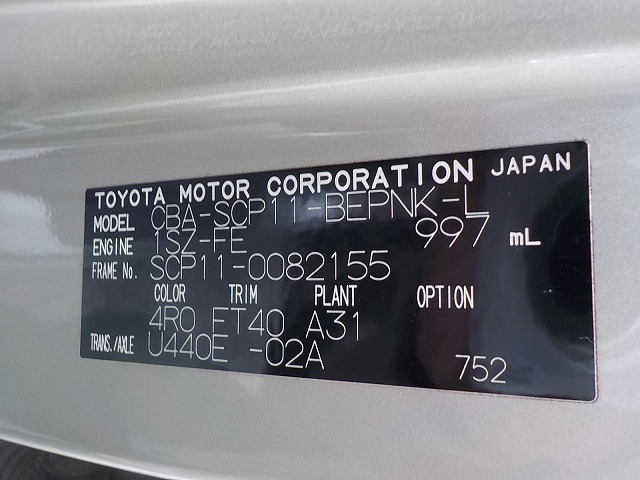 TOYOTA MOTOR CORPORATION JAPAN
MODEL CBA-SCP11-BEPNK-L
ENGINE 1SZ-FE 997 mL
FRAME No. SCP11-0082155
COLOR TRIM PLANT OPTION
4R0 FT40 A31
TRANS./AXLE U440E -02A
752